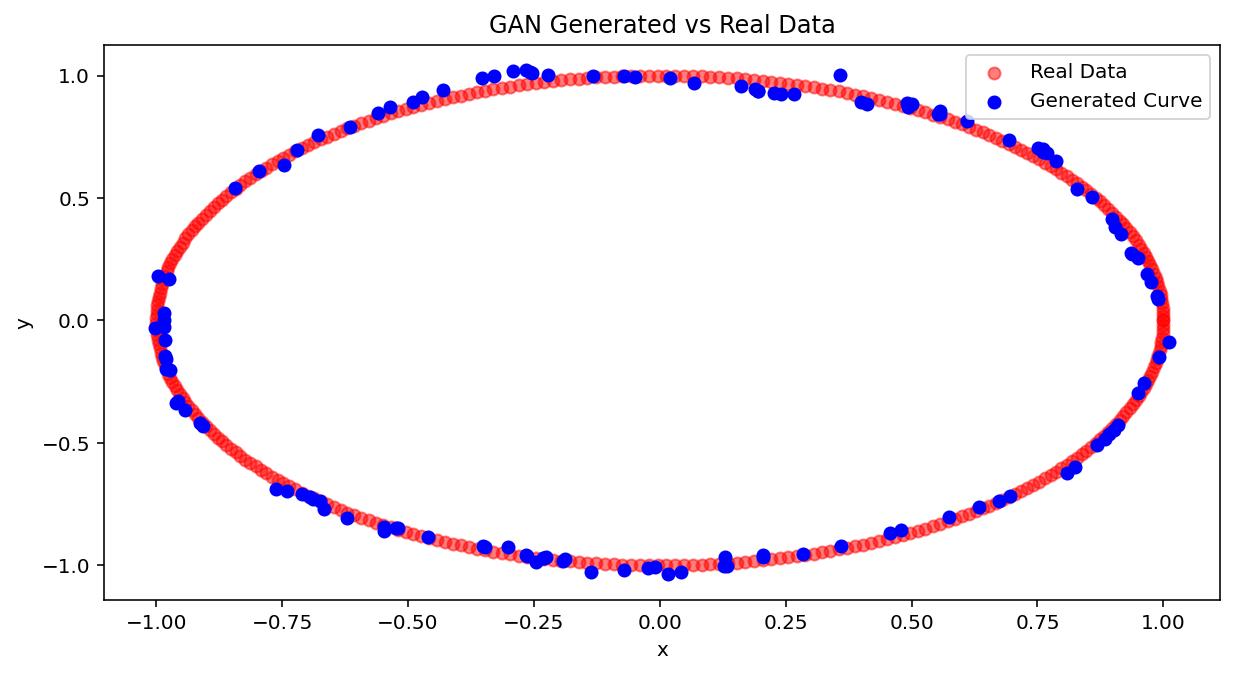 GAN Generated vs Real Data
Real Data
Generated Curve
1.0
0.5
0.0
−0.5
−1.0
y
−1.00 −0.75 −0.50 −0.25 0.00 0.25 0.50 0.75 1.00
x